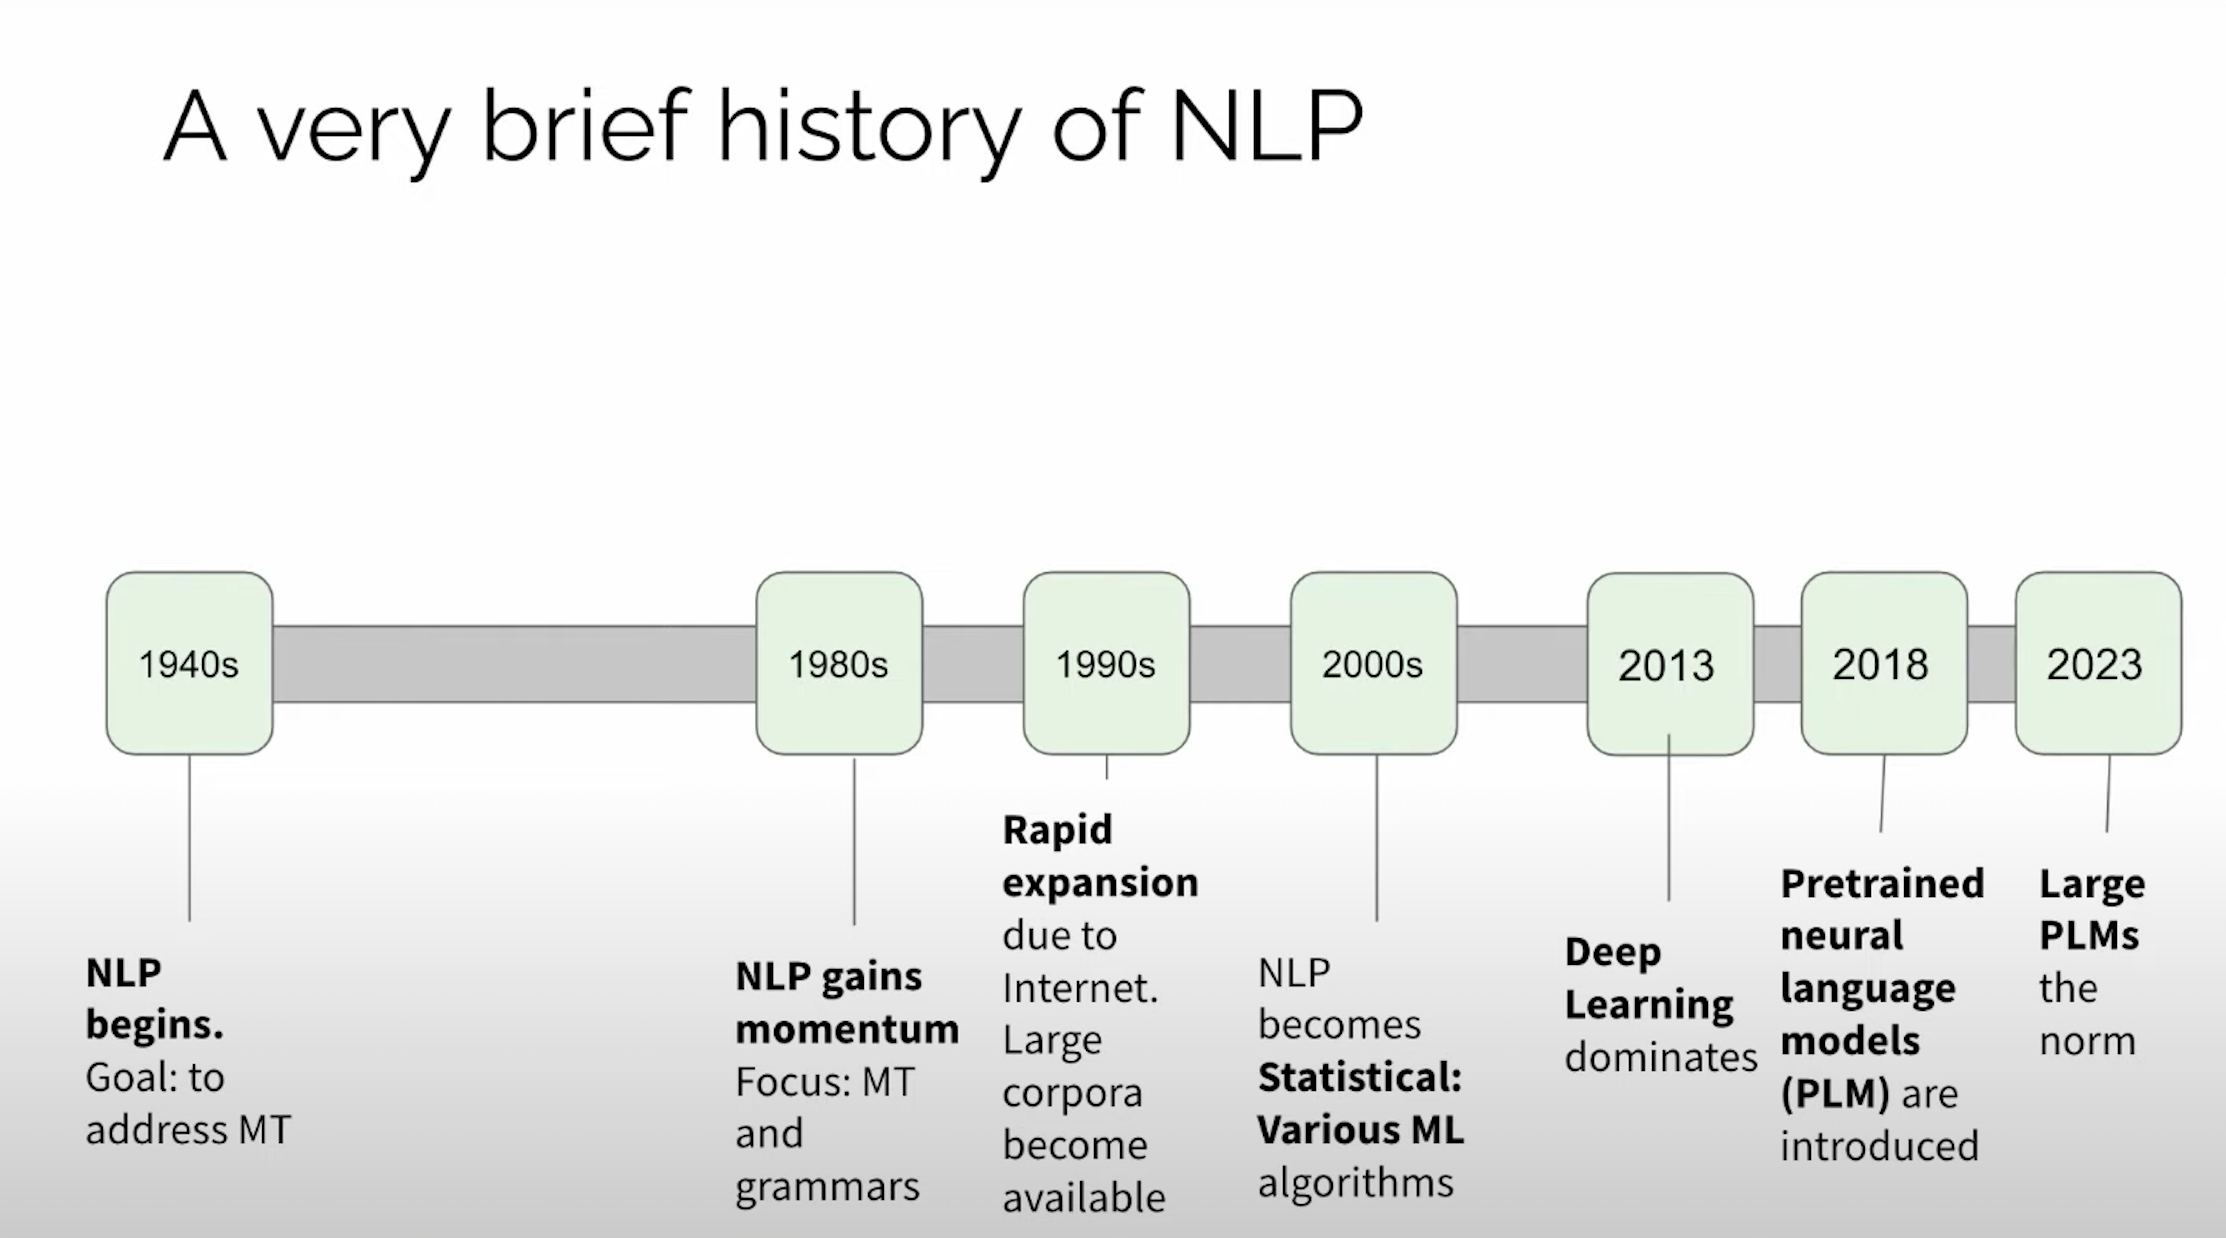 A very brief history of NLP
1940s
1980s
1990s
2000s
2013
2018
2023
NLP
begins.
Goal: to
address MT
NLP gains
momentum
Focus: MT
and
grammars
Rapid
expansion
due to
Internet.
Large
corpora
become
available
NLP
becomes
Statistical:
Various ML
algorithms
Deep
Learning
dominates
Pretrained
neural
language
models
(PLM) are
introduced
Large
PLMs
the
norm